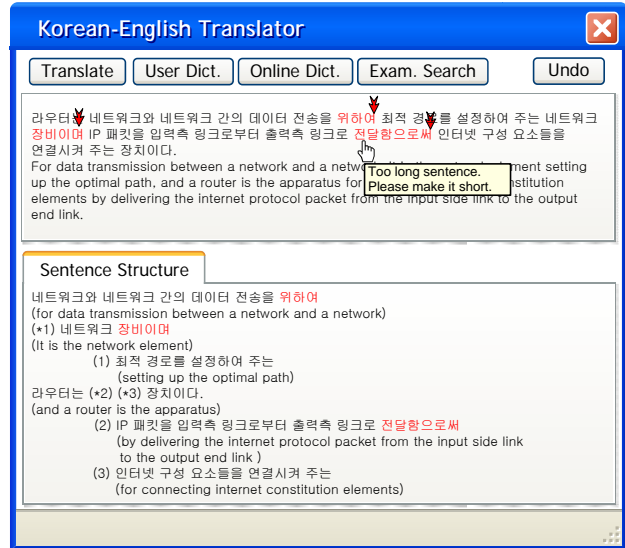 Korean-English Translator
Translate User Dict. Online Dict. Exam. Search Undo
라우터는 네트워크와 네트워크 간의 데이터 전송을 위하여 최적 경로를 설정하여 주는 네트워크
장비이며 IP 패킷을 입력측 링크로부터 출력측 링크로 전달함으로써 인터넷 구성 요소들을
연결시켜 주는 장치이다.
For data transmission between a network and a netw ment setting
up the optimal path, and a router is the apparatus for constitution
elements by delivering the internet protocol packet from the input side link to the output
end link.
Too long sentence.
Please make it short.
Sentence Structure
네트워크와 네트워크 간의 데이터 전송을 위하여
(for data transmission between a network and a network)
(*1) 네트워크 장비이며
(It is the network element)
(1) 최적 경로를 설정하여 주는
(setting up the optimal path)
라우터는 (*2) (*3) 장치이다.
(and a router is the apparatus)
(2) IP 패킷을 입력측 링크로부터 출력측 링크로 전달함으로써
(by delivering the internet protocol packet from the input side link
to the output end link )
(3) 인터넷 구성 요소들을 연결시켜 주는
(for connecting internet constitution elements)